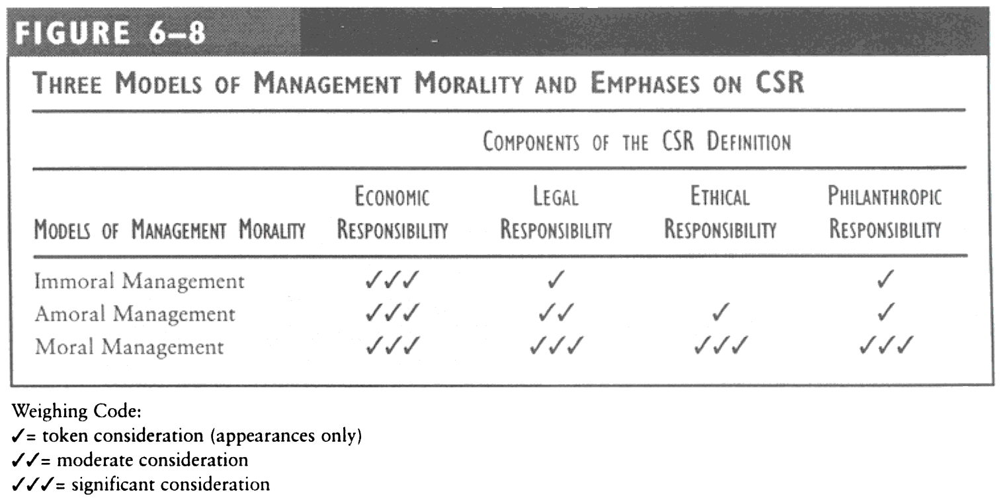 FIGURE 6–8
THREE MODELS OF MANAGEMENT MORALITY AND EMPHASES ON CSR
COMPONENTS OF THE CSR DEFINITION
ECONOMIC LEGAL ETHICAL PHILANTHROPIC
MODELS OF MANAGEMENT MORALITY RESPONSIBILITY RESPONSIBILITY RESPONSIBILITY RESPONSIBILITY
Immoral Management ✓✓✓ ✓ ✓
Amoral Management ✓✓✓ ✓✓ ✓ ✓
Moral Management ✓✓✓ ✓✓✓ ✓✓✓ ✓✓✓
Weighing Code:
✓= token consideration (appearances only)
✓✓= moderate consideration
✓✓✓= significant consideration